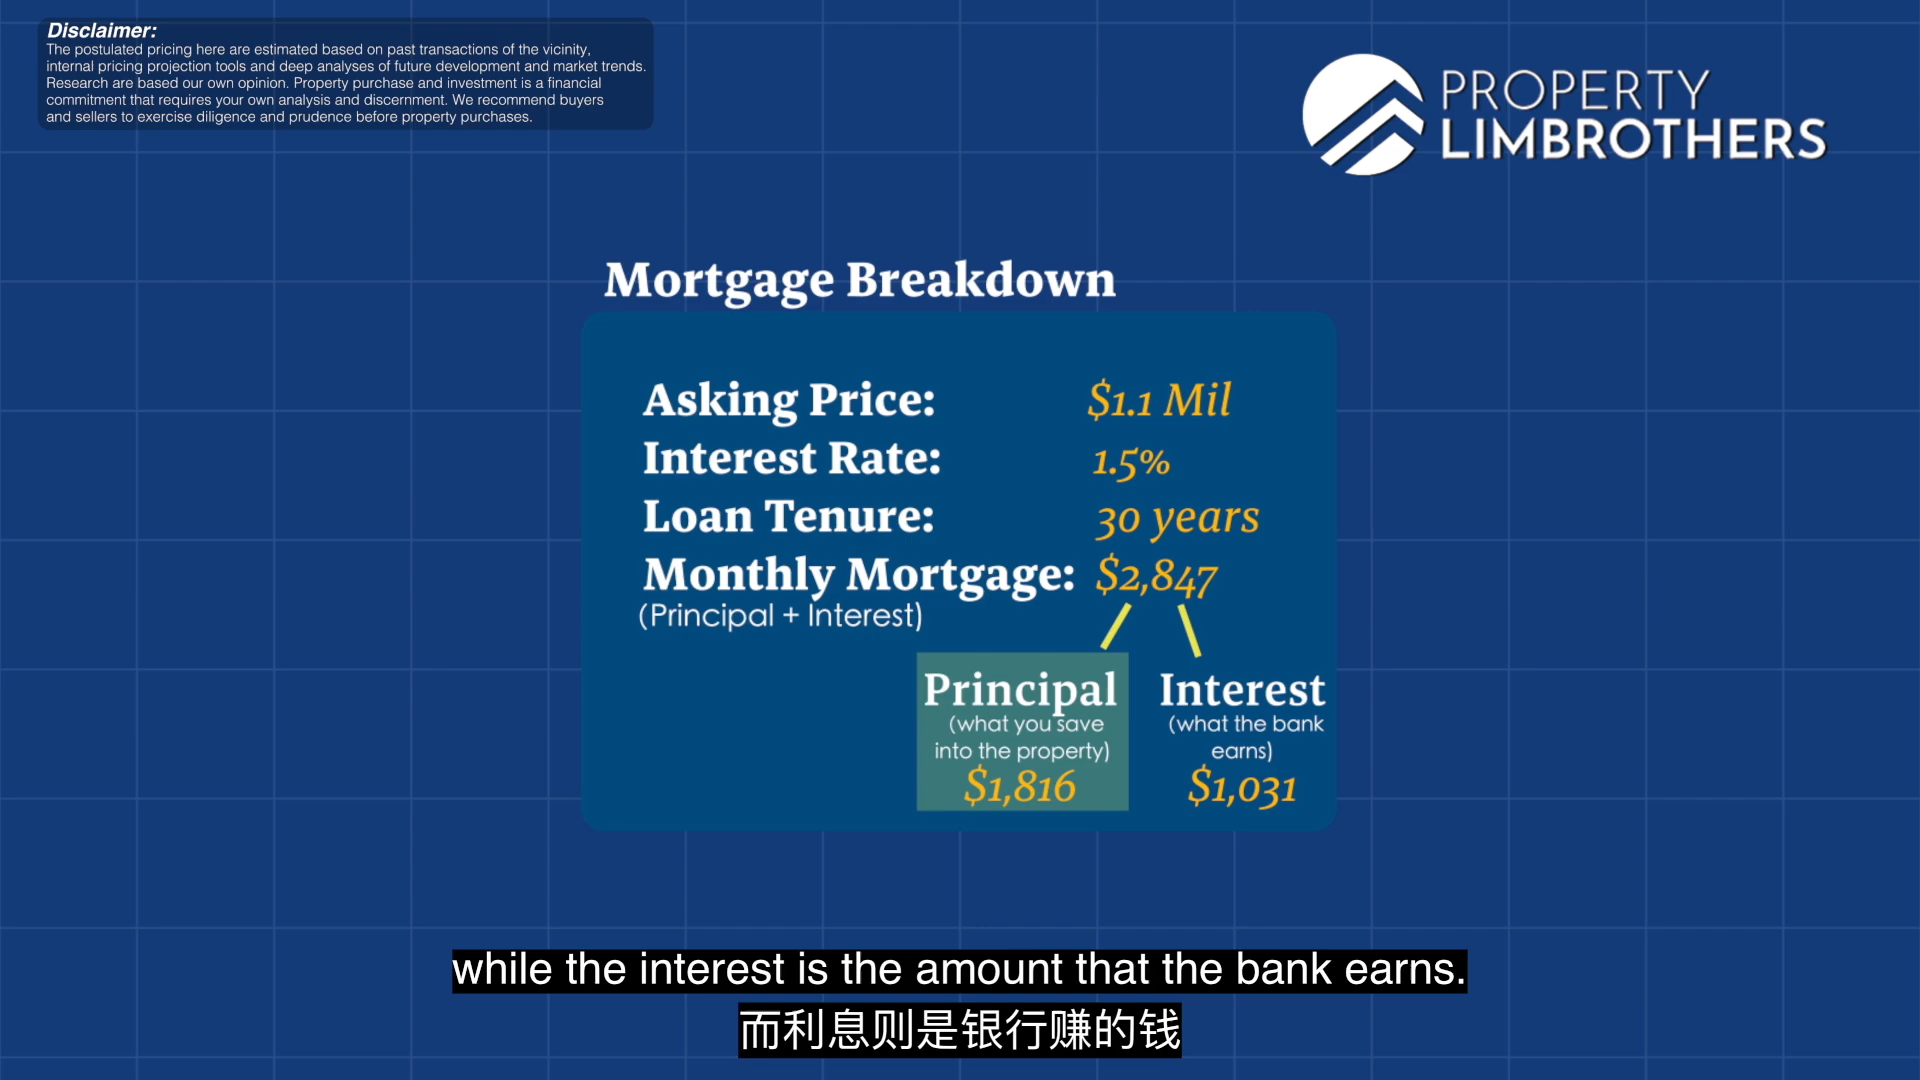 Disclaimer:
The postulated pricing here are estimated based on past transactions of the vicinity,
internal pricing projection tools and deep analyses of future development and market trends.
Research are based our own opinion. Property purchase and investment is a financial
commitment that requires your own analysis and discernment. We recommend buyers
and sellers to exercise diligence and prudence before property purchases.
PROPERTY
LIMBROTHERS
Mortgage Breakdown
Asking Price: $1.1 Mil
Interest Rate: 1.5%
Loan Tenure: 30 years
Monthly Mortgage: $2,847
(Principal + Interest)
Principal
(what you save
into the property)
$1,816
Interest
(what the bank
earns)
$1,031
while the interest is the amount that the bank earns.
而利息则是银行赚的钱